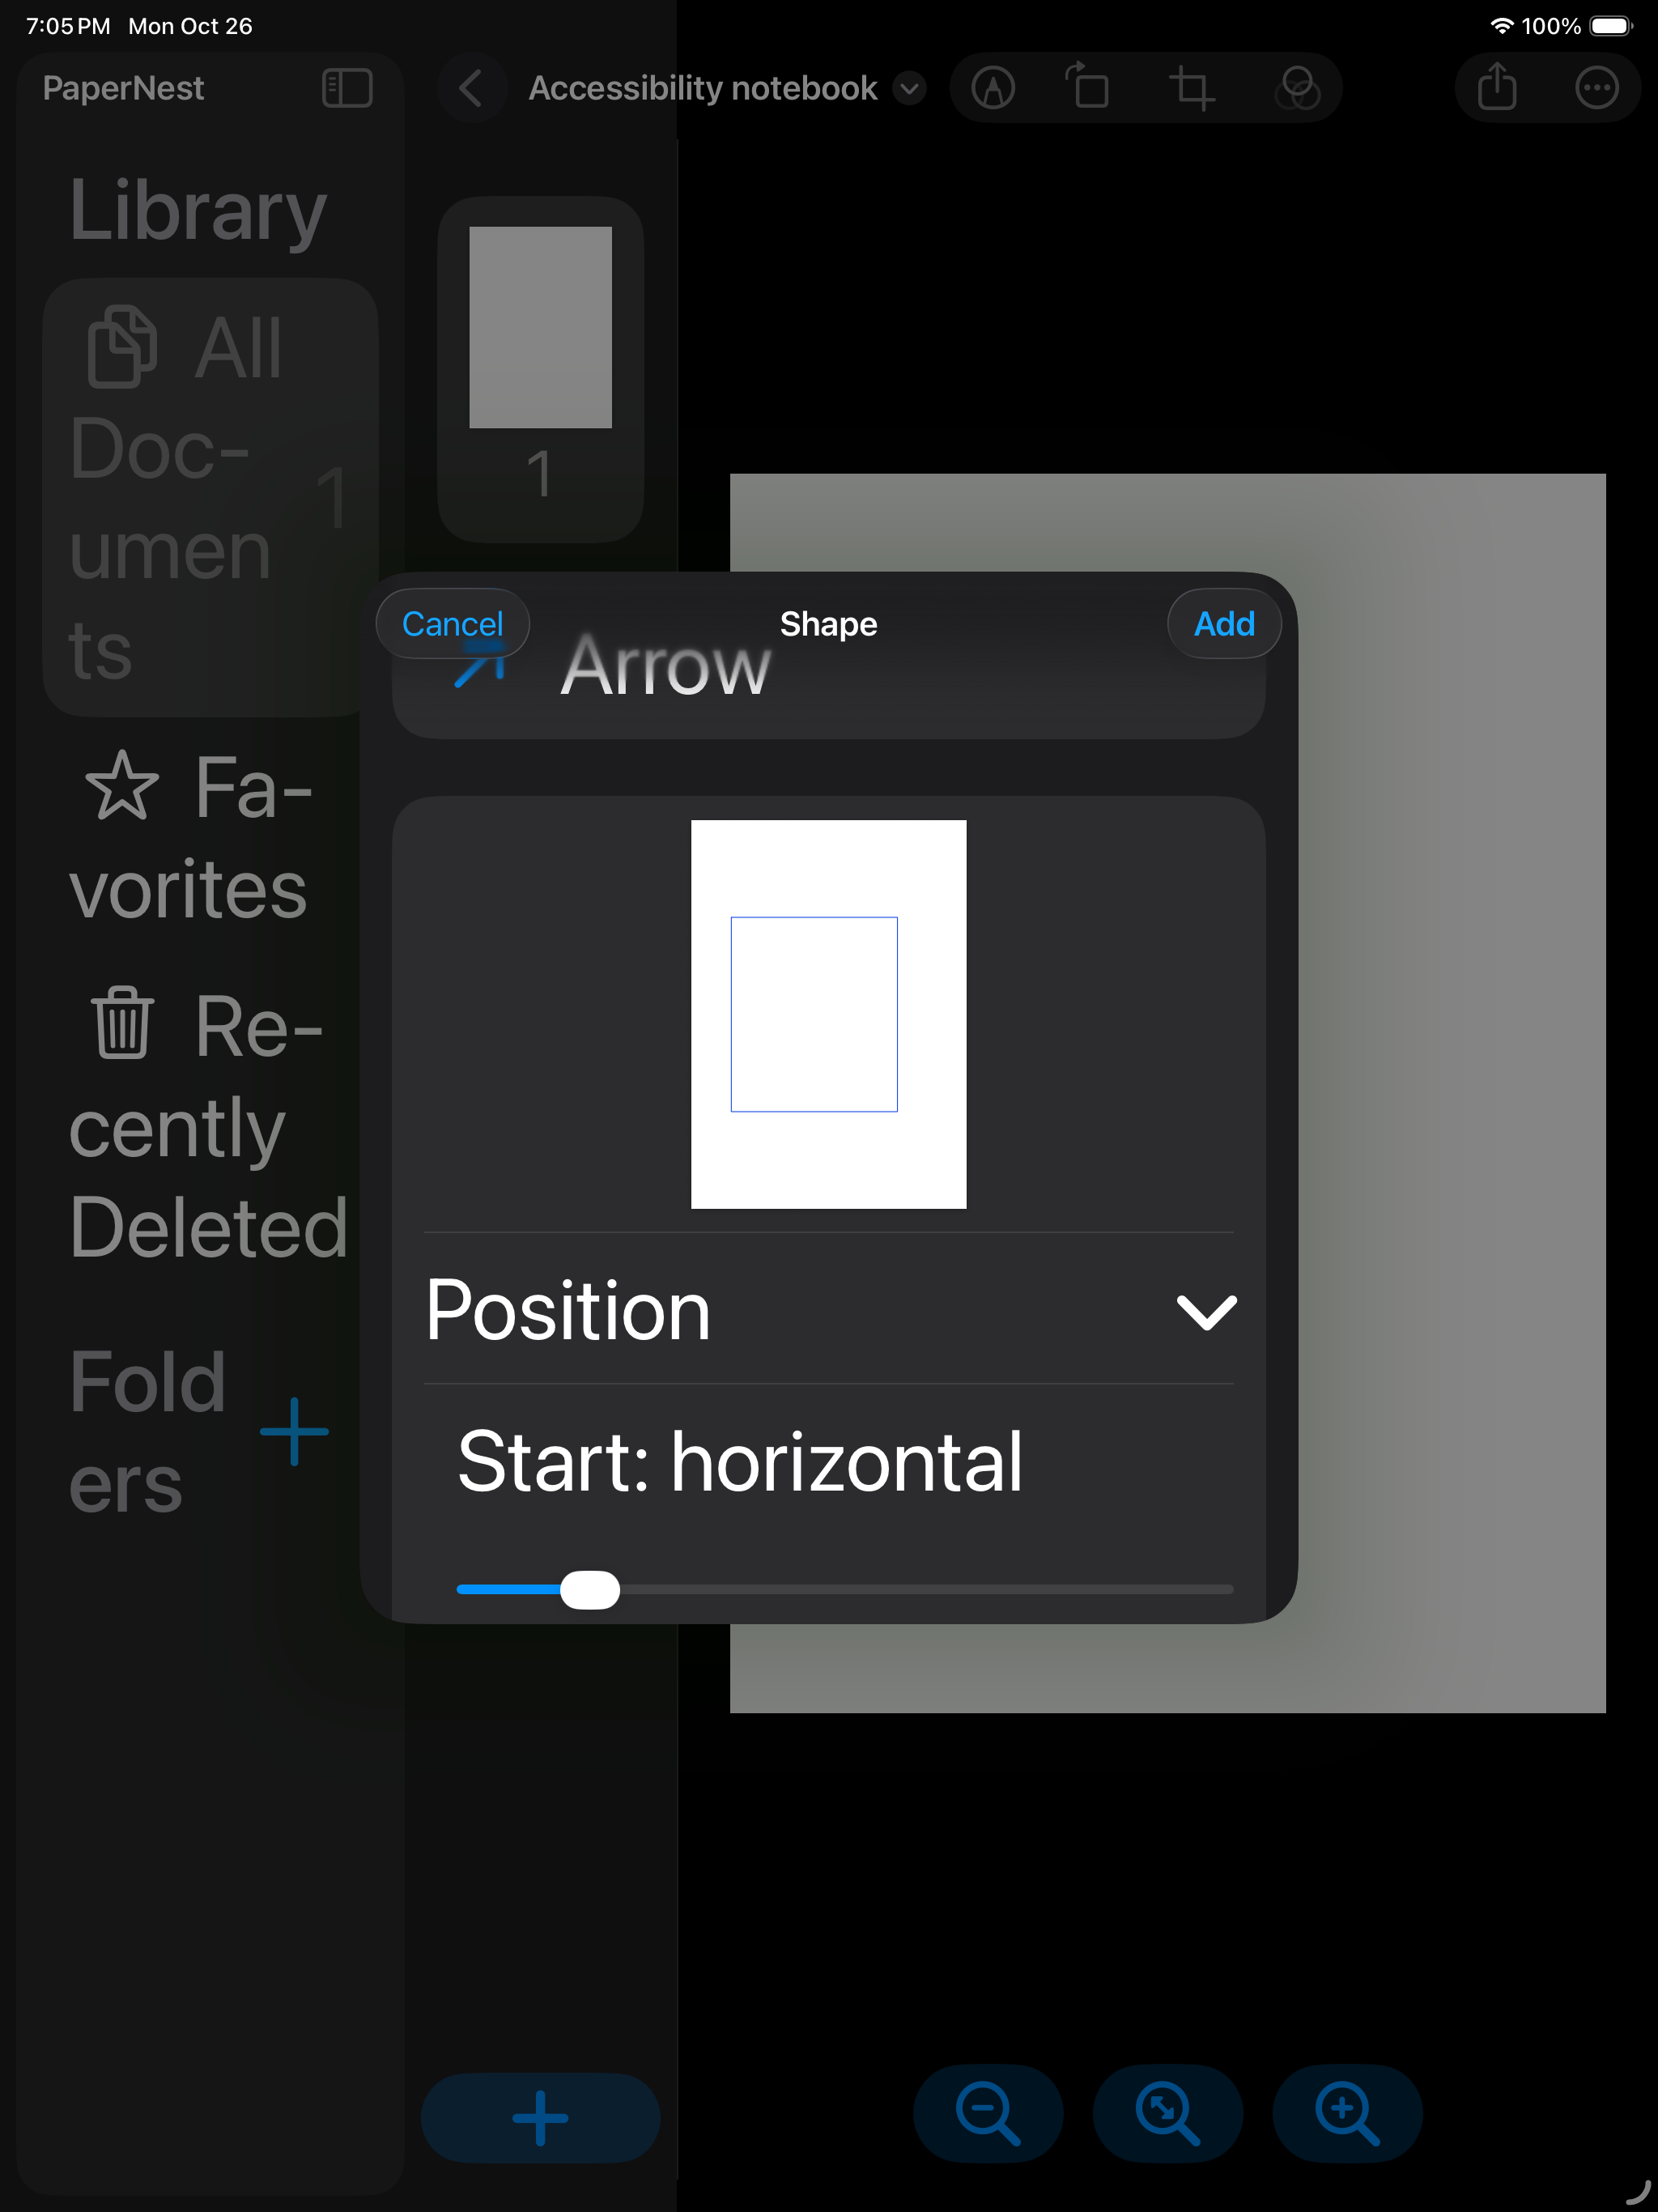 7:05 PM Mon Oct 26
100%
PaperNest
Accessibility notebook
Library
All
Doc-
umen
ts
1
Fa-
vorites
Re-
cently
Deleted
Fold
ers
1
Cancel
Shape
Add
Arrow
Position
Start: horizontal